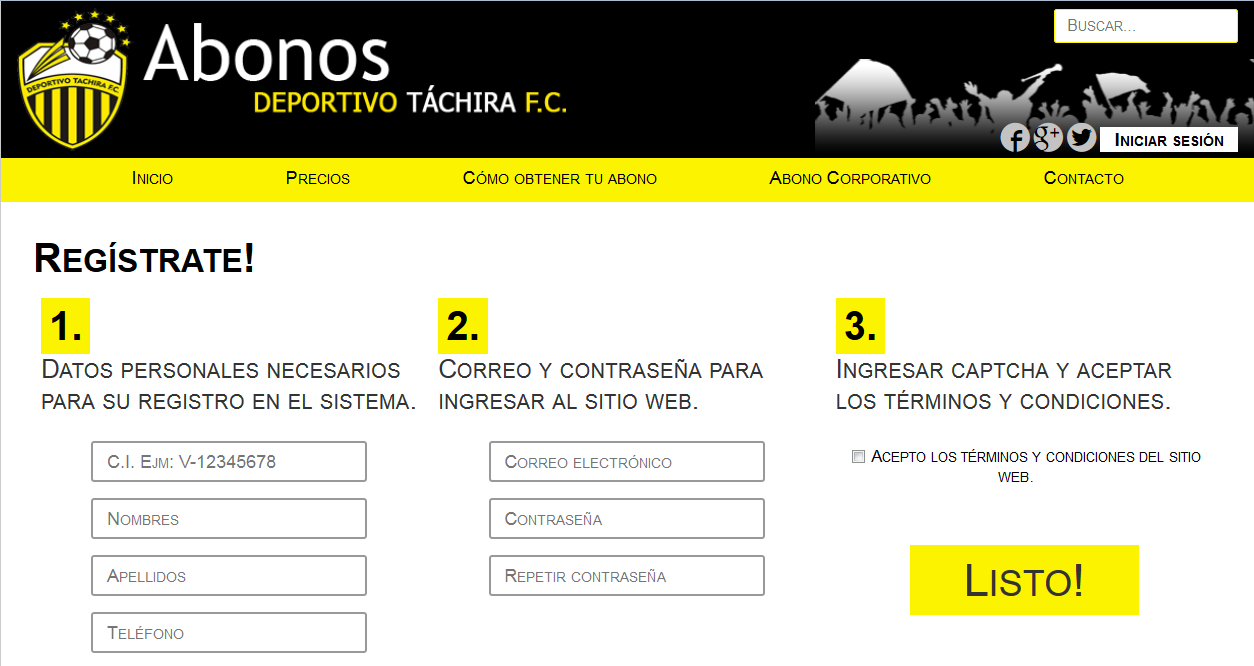 DEPORTIVO TACHIRA F.C.
Abonos
DEPORTIVO TÁCHIRA F.C.
Buscar...
f g+ Iniciar sesión
Inicio Precios Cómo obtener tu abono Abono Corporativo Contacto
Regístrate!
1.
Datos personales necesarios
para su registro en el sistema.
C.I. Ejm: V-12345678
Nombres
Apellidos
Teléfono
2.
Correo y contraseña para
ingresar al sitio web.
Correo electrónico
Contraseña
Repetir contraseña
3.
Ingresar captcha y aceptar
los términos y condiciones.
Acepto los términos y condiciones del sitio
web.
Listo!